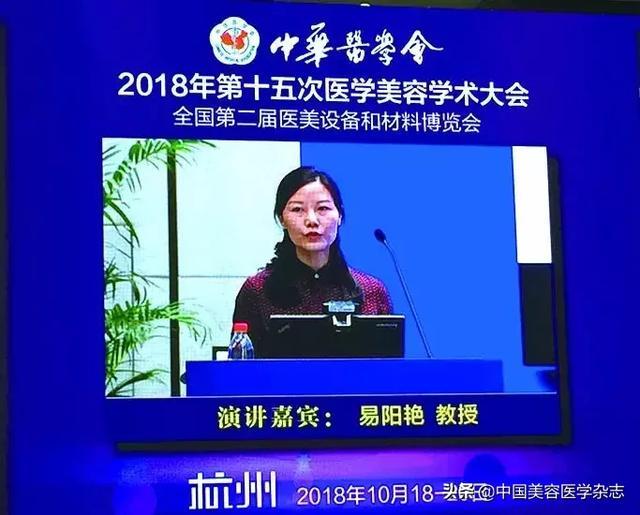 中华医学会
2018年第十五次医学美容学术大会
全国第二届医美设备和材料博览会
演讲嘉宾： 易阳艳 教授
杭州
2018年10月18-
头条@中国美容医学杂志